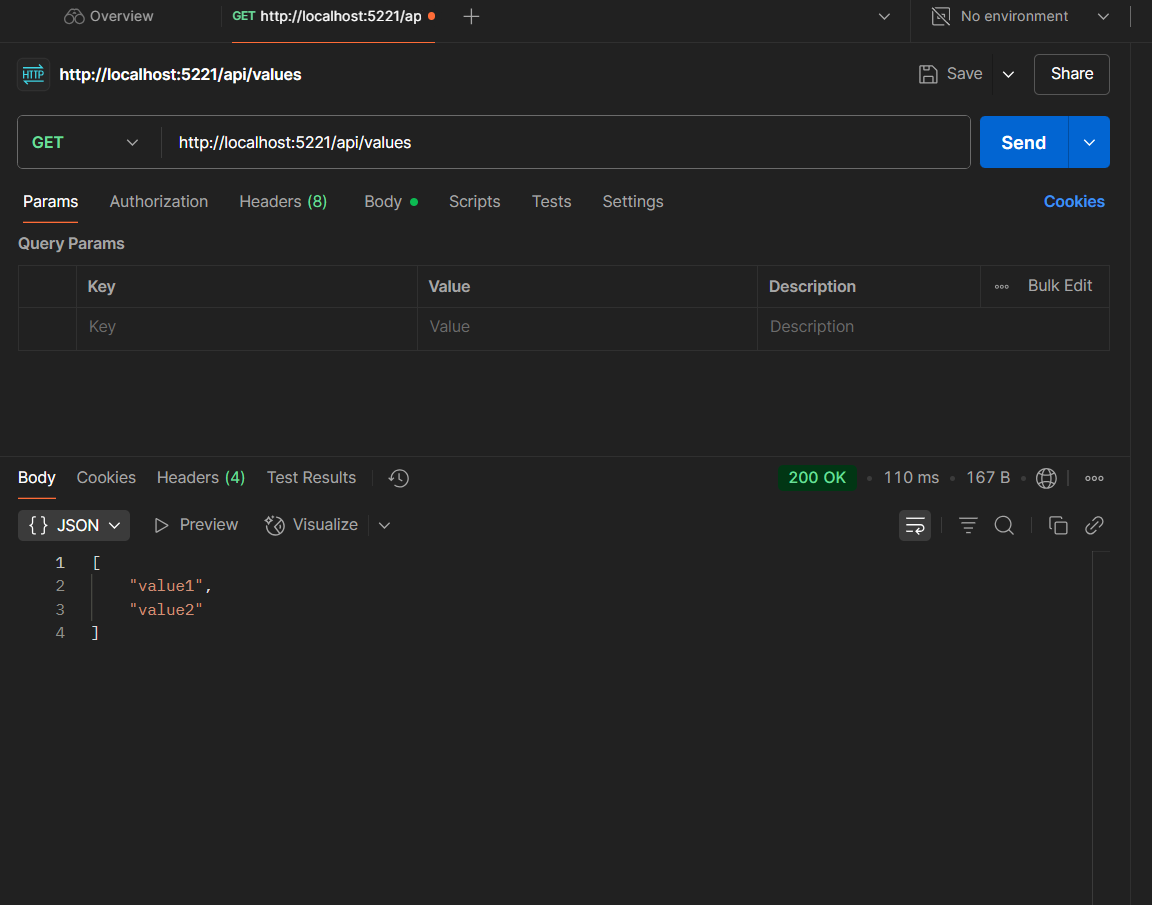 Overview
GET http://localhost:5221/ap
No environment
HTTP http://localhost:5221/api/values
Save
Share
GET http://localhost:5221/api/values
Send
Params Authorization Headers (8) Body Scripts Tests Settings Cookies
Query Params
Key Value Description Bulk Edit
Key Value Description
Body Cookies Headers (4) Test Results 200 OK 110 ms 167 B
{} JSON Preview Visualize
1 [
2 "value1",
3 "value2"
4 ]